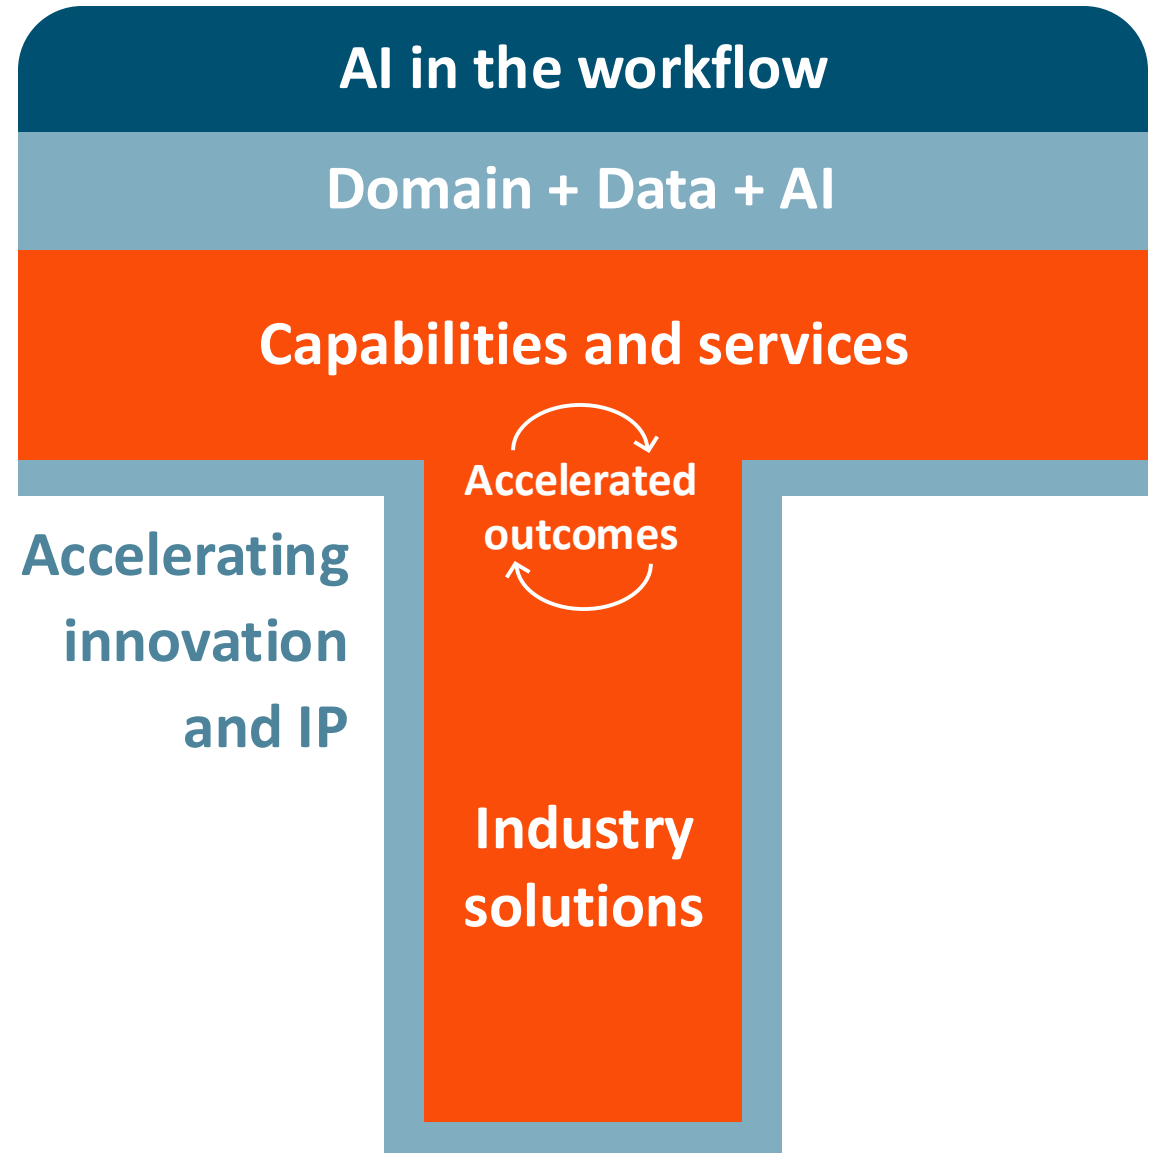 AI in the workflow
Domain + Data + AI
Capabilities and services
Accelerated
outcomes
Accelerating
innovation
and IP
Industry
solutions